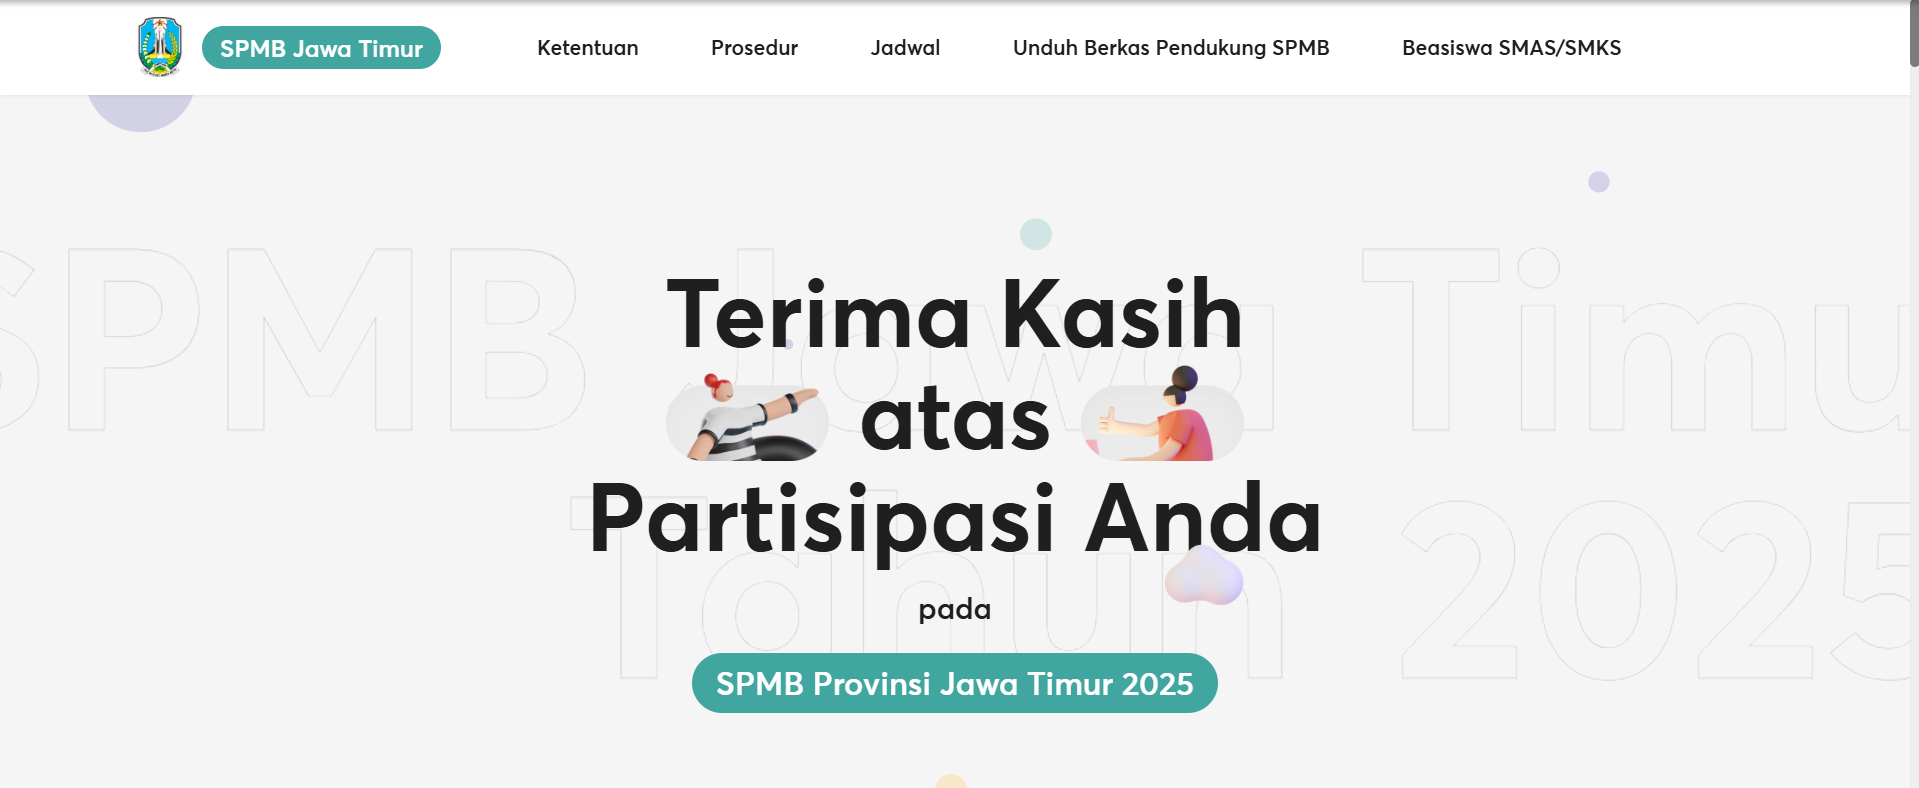 SPMB Jawa Timur
Ketentuan
Prosedur
Jadwal
Unduh Berkas Pendukung SPMB
Beasiswa SMAS/SMKS
SPMB Jawa Timu
Tahun 2025
Terima Kasih
atas
Partisipasi Anda
pada
SPMB Provinsi Jawa Timur 2025